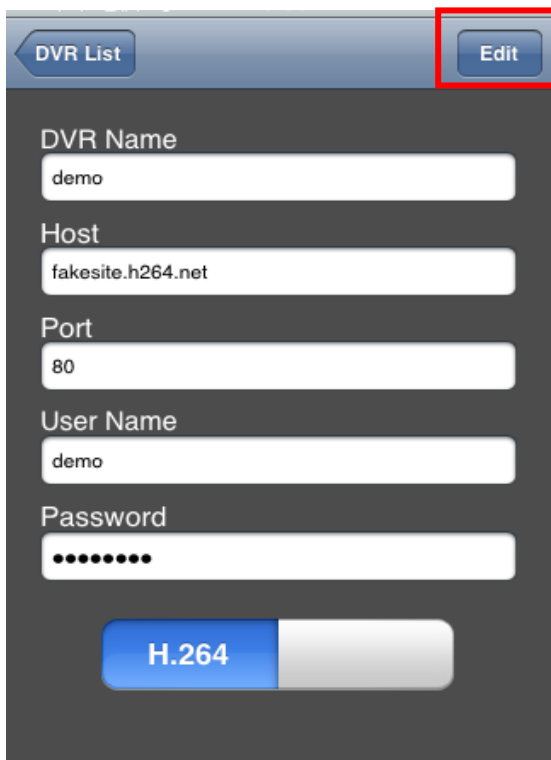 DVR List Edit
DVR Name
demo
Host
fakesite.h264.net
Port
80
User Name
demo
Password
••••••••
H.264